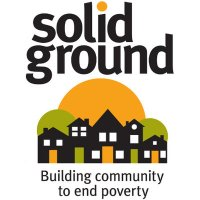 solid
ground
Building community
to end poverty